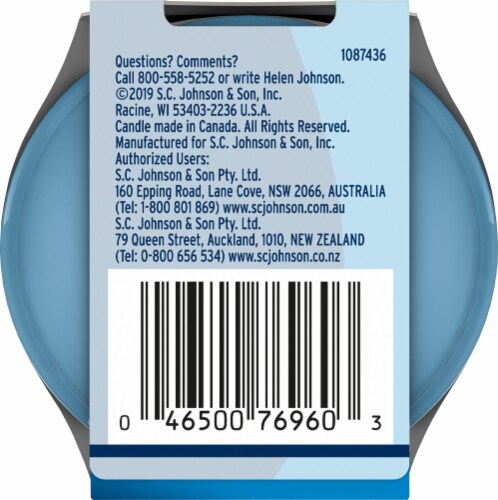 1087436
Questions? Comments?
Call 800-558-5252 or write Helen Johnson.
©2019 S.C. Johnson & Son, Inc.
Racine, WI 53403-2236 U.S.A.
Candle made in Canada. All Rights Reserved.
Manufactured for S.C. Johnson & Son, Inc.
Authorized Users:
S.C. Johnson & Son Pty. Ltd.
160 Epping Road, Lane Cove, NSW 2066, AUSTRALIA
(Tel: 1-800 801 869) www.scjohnson.com.au
S.C. Johnson & Son Pty. Ltd.
79 Queen Street, Auckland, 1010, NEW ZEALAND
(Tel: 0-800 656 534) www.scjohnson.co.nz
0 46500 76960 3